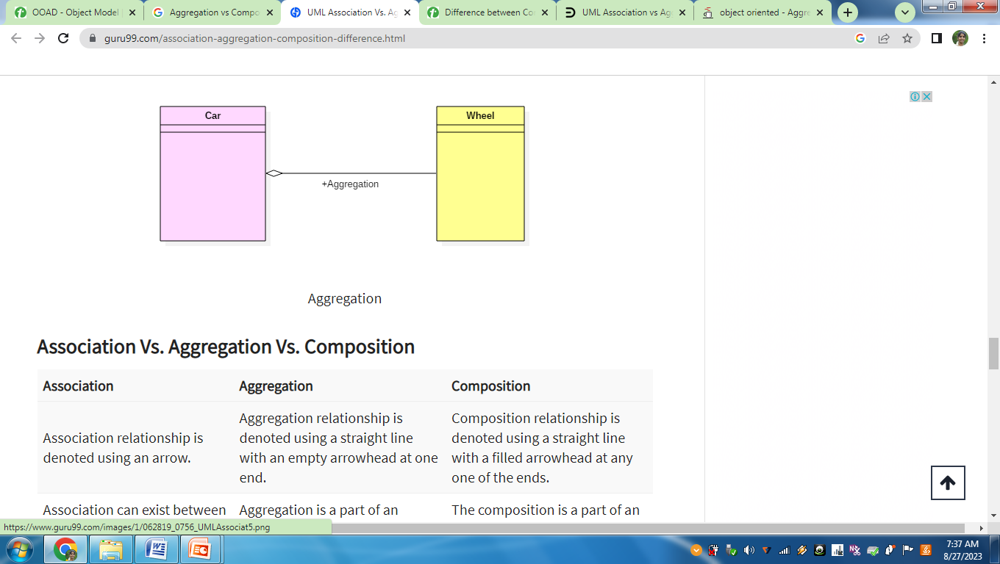 OOAD - Object Model
Aggregation vs Compo
UML Association Vs. Ag
Difference between Co
UML Association vs Ag
object oriented - Aggre
guru99.com/association-aggregation-composition-difference.html
Car
Wheel
+Aggregation
Aggregation
Association Vs. Aggregation Vs. Composition
Association
Aggregation
Composition
Association relationship is
denoted using an arrow.
Aggregation relationship is
denoted using a straight line
with an empty arrowhead at one
end.
Composition relationship is
denoted using a straight line
with a filled arrowhead at any
one of the ends.
Association can exist between
Aggregation is a part of an
The composition is a part of an
https://www.guru99.com/images/1/062819_0756_UMLAssociat5.png
7:37 AM
8/27/2023